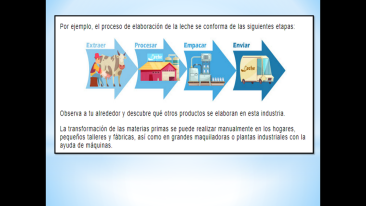 Por ejemplo, el proceso de elaboración de la leche se conforma de las siguientes etapas:
Extraer Procesar Empacar Enviar
Leche
Observa a tu alrededor y descubre qué otros productos se elaboran en esta industria.
La transformación de las materias primas se puede realizar manualmente en los hogares,
pequeños talleres y fábricas, así como en grandes maquiladoras o plantas industriales con la
ayuda de máquinas.